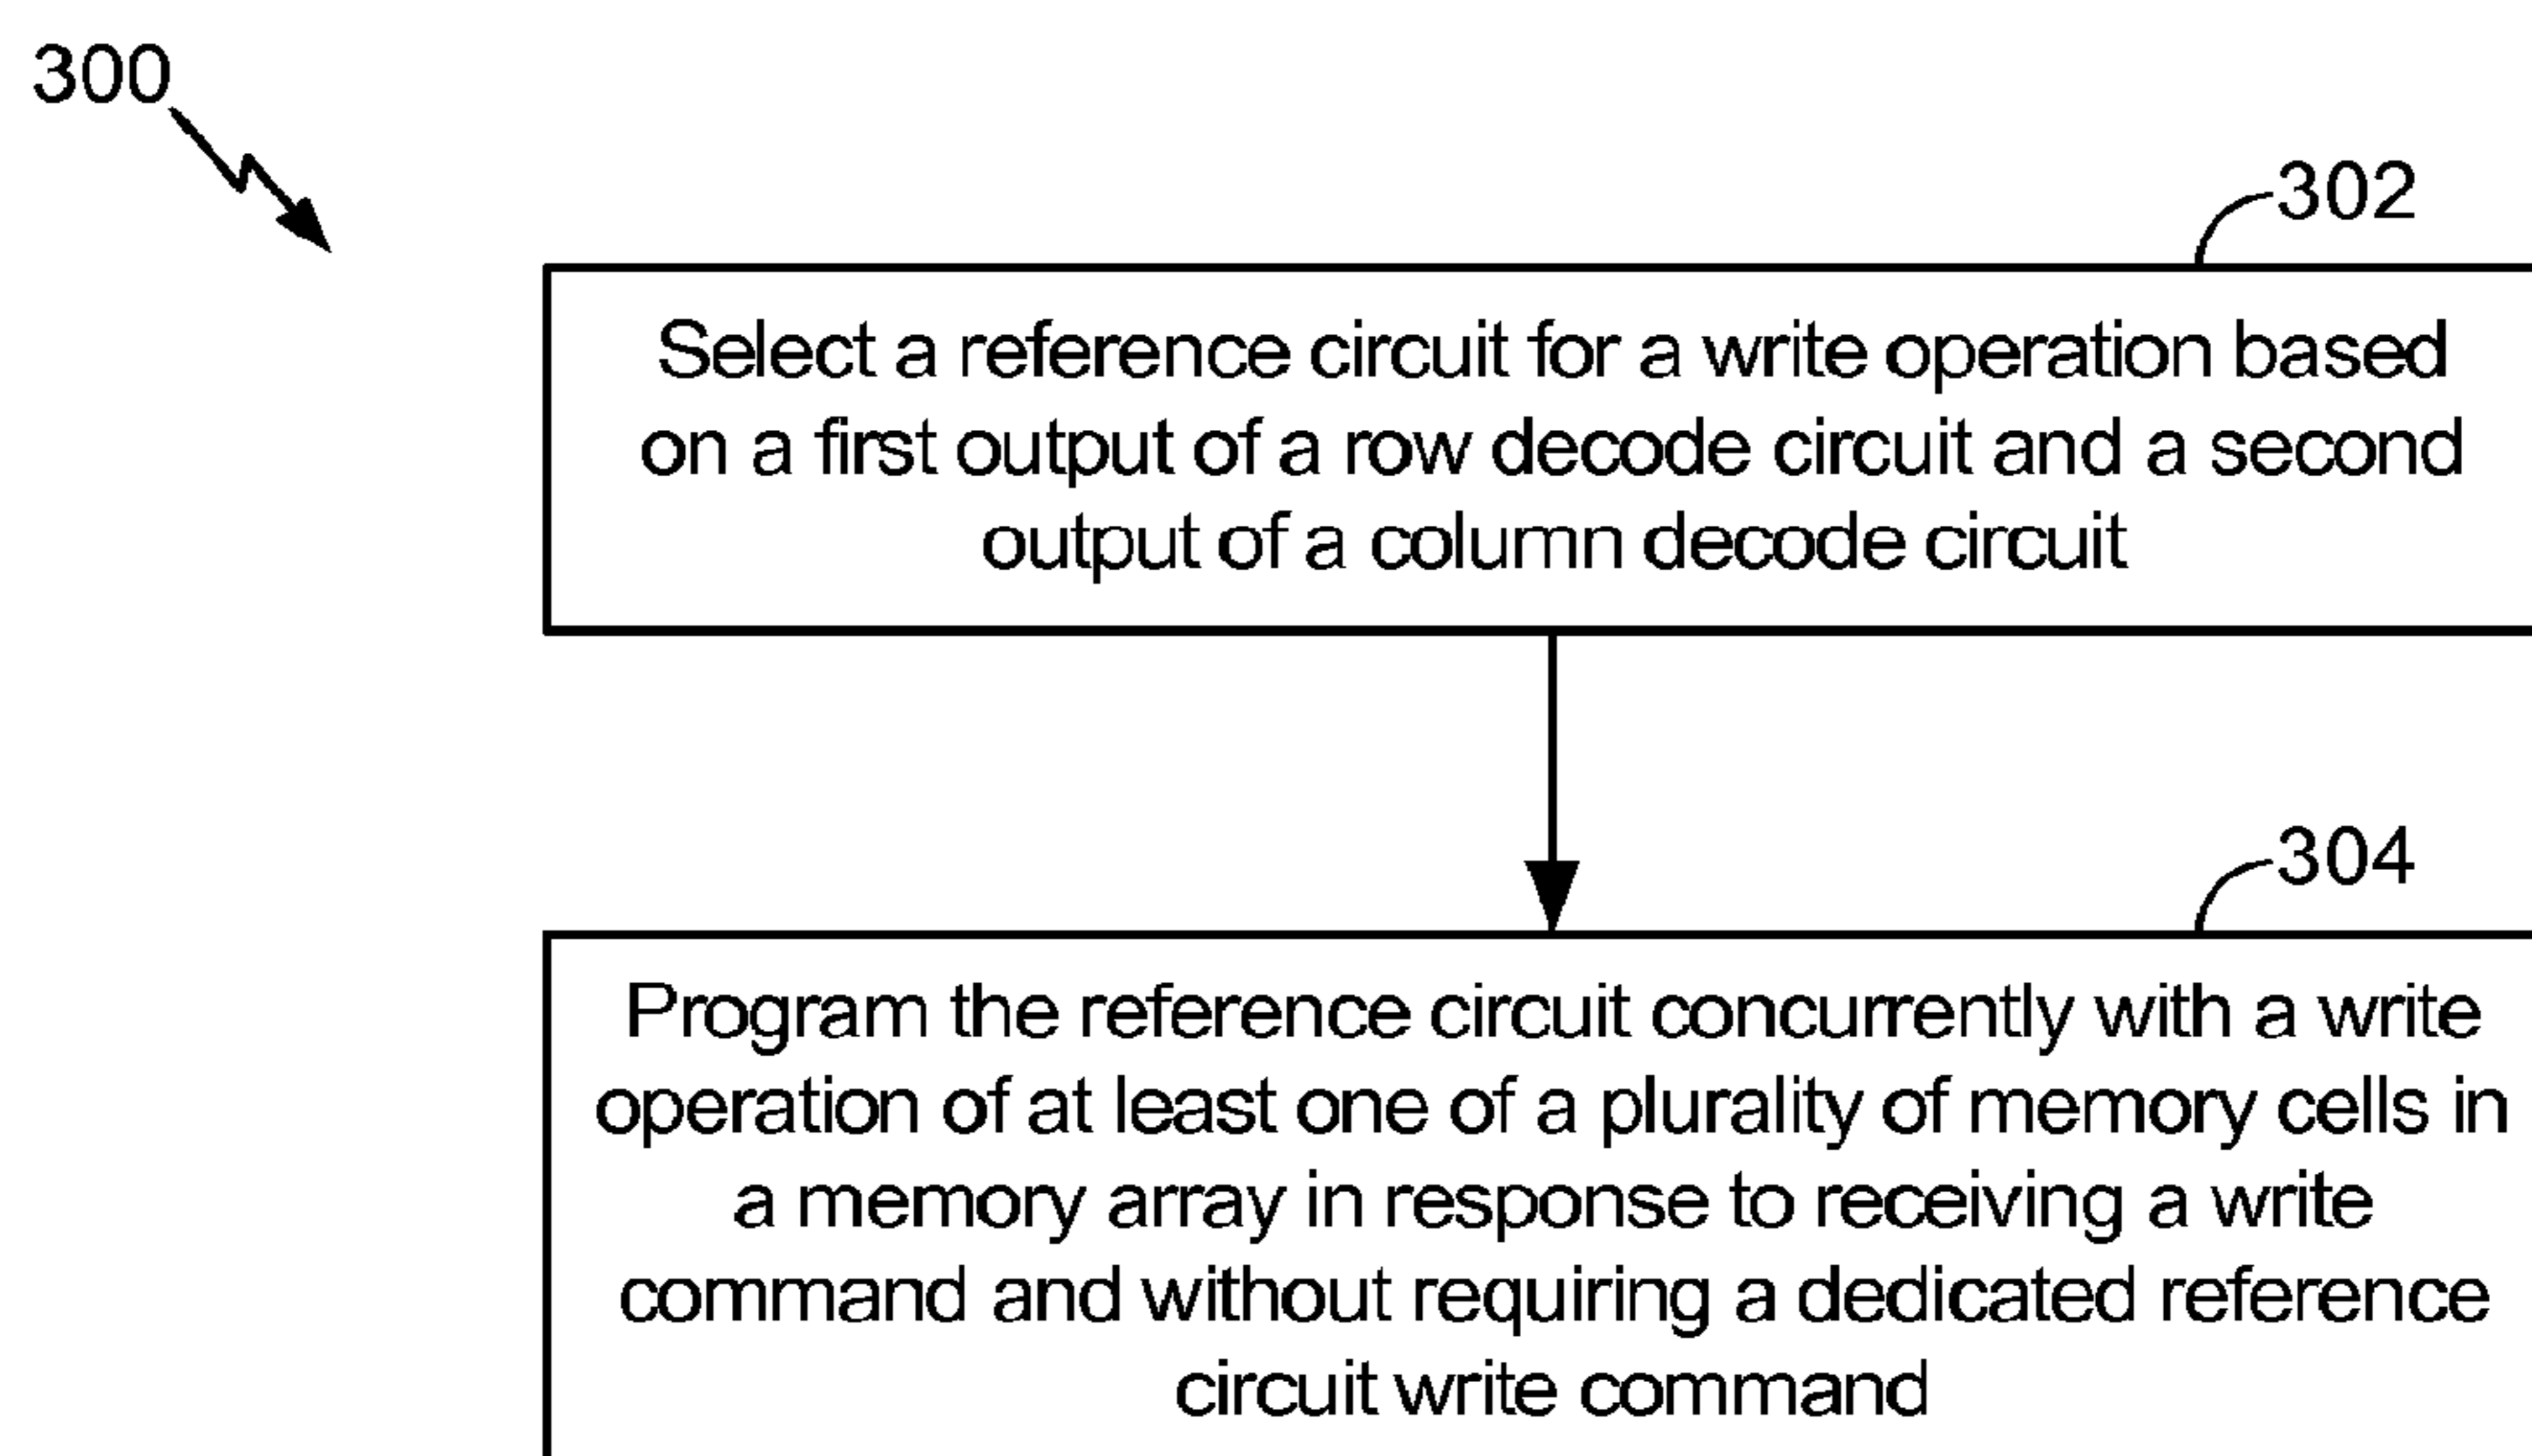 300
302
Select a reference circuit for a write operation based
on a first output of a row decode circuit and a second
output of a column decode circuit
304
Program the reference circuit concurrently with a write
operation of at least one of a plurality of memory cells in
a memory array in response to receiving a write
command and without requiring a dedicated reference
circuit write command